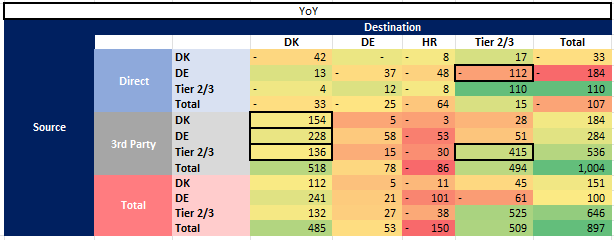 YoY
Destination
DK DE HR Tier 2/3 Total
Source
Direct
DK - 42 - - 8 17 - 33
DE 13 - 37 - 48 - 112 - 184
Tier 2/3 - 4 12 - 8 110 110
Total - 33 - 25 - 64 15 - 107
3rd Party
DK 154 5 - 3 28 184
DE 228 58 - 53 51 284
Tier 2/3 136 15 - 30 415 536
Total 518 78 - 86 494 1,004
Total
DK 112 5 - 11 45 151
DE 241 21 - 101 - 61 100
Tier 2/3 132 27 - 38 525 646
Total 485 53 - 150 509 897